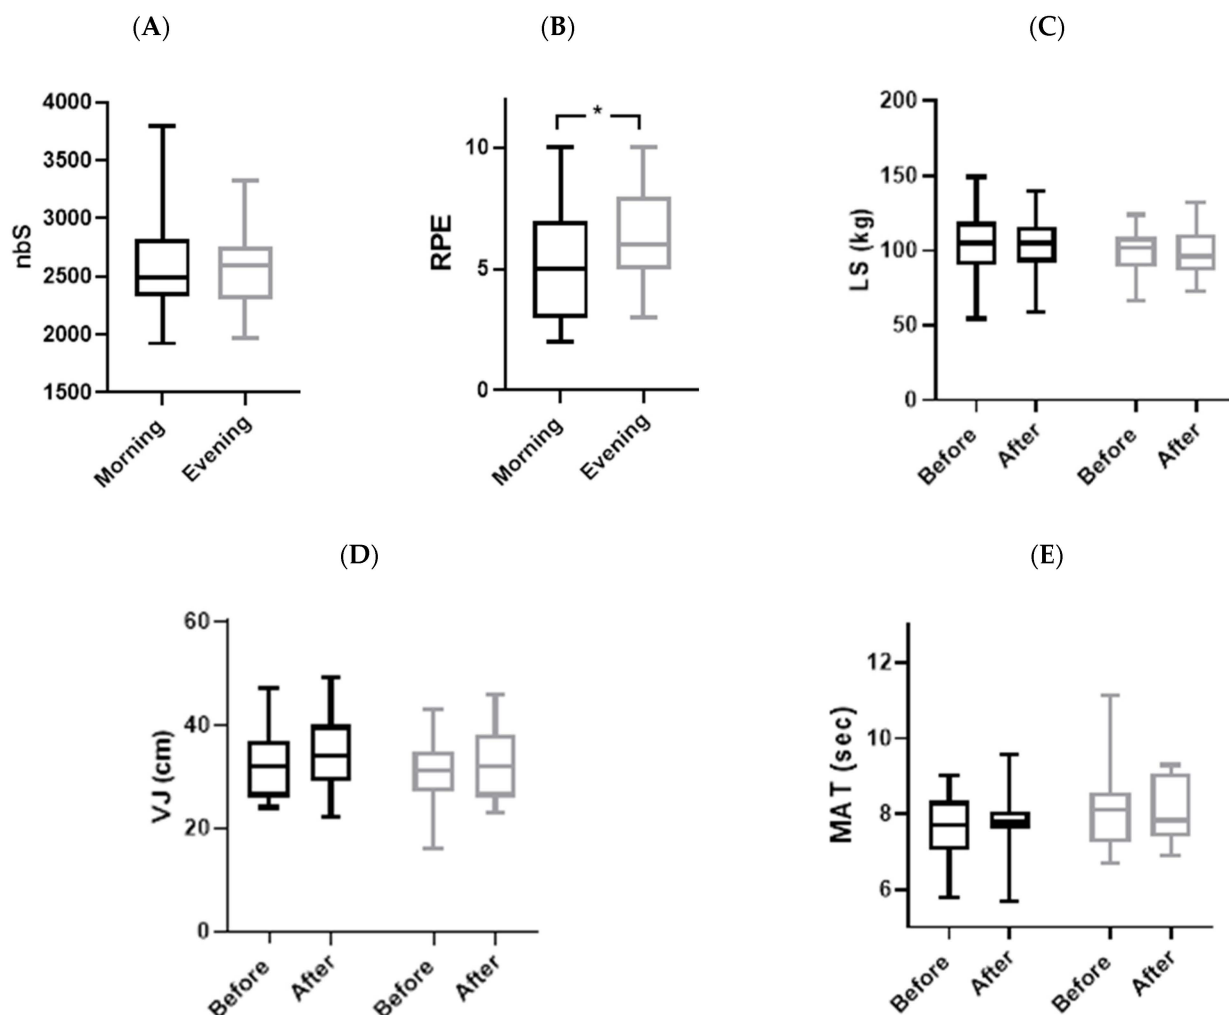 (A)
(B)
(C)
4000
3500
3000
2500
2000
1500
nbS
Morning
Evening
*
10
5
0
RPE
Morning
Evening
200
150
100
50
0
LS (kg)
Before
After
Before
After
(D)
(E)
60
40
20
0
VJ (cm)
Before
After
Before
After
12
10
8
6
MAT (sec)
Before
After
Before
After